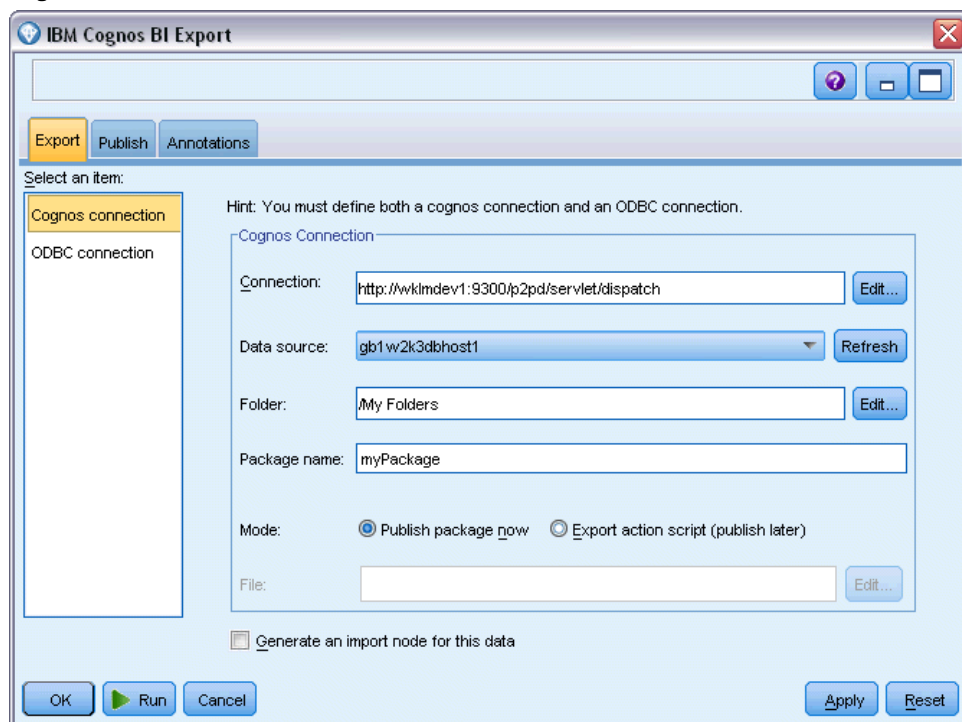 IBM Cognos BI Export
Export Publish Annotations
Select an item:
Cognos connection
ODBC connection
Hint: You must define both a cognos connection and an ODBC connection.
Cognos Connection
Connection: http://wklmdev1:9300/p2pd/servlet/dispatch Edit...
Data source: gb1w2k3dbhost1 Refresh
Folder: /My Folders Edit...
Package name: myPackage
Mode: Publish package now Export action script (publish later)
File: Edit...
Generate an import node for this data
OK Run Cancel Apply Reset